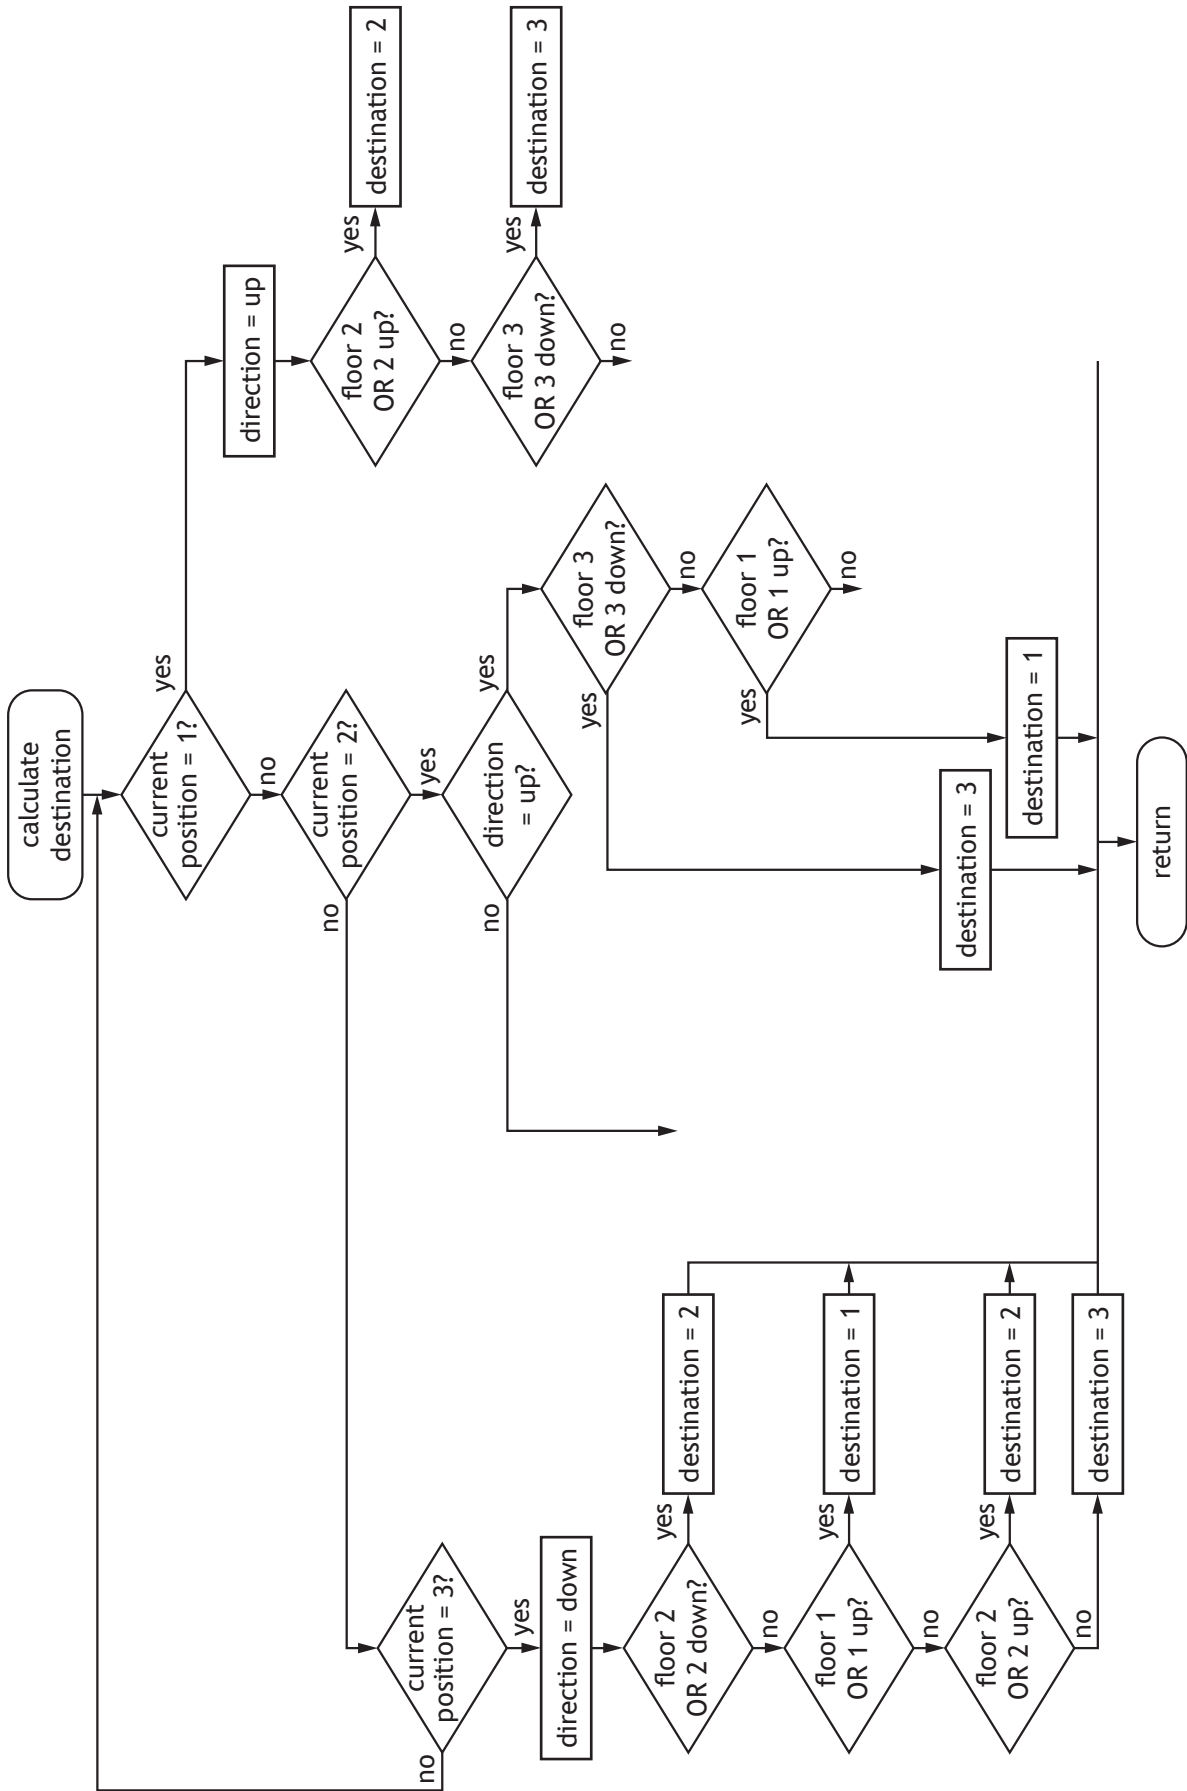 calculate
destination
current
position = 1?
yes
no
direction = up
floor 2
OR 2 up?
yes
destination = 2
no
floor 3
OR 3 down?
yes
destination = 3
no
current
position = 2?
no
yes
direction
= up?
yes
no
floor 3
OR 3 down?
yes
no
floor 1
OR 1 up?
yes
no
destination = 3
destination = 1
current
position = 3?
no
yes
direction = down
floor 2
OR 2 down?
yes
destination = 2
no
floor 1
OR 1 up?
yes
destination = 1
no
floor 2
OR 2 up?
yes
destination = 2
no
destination = 3
return